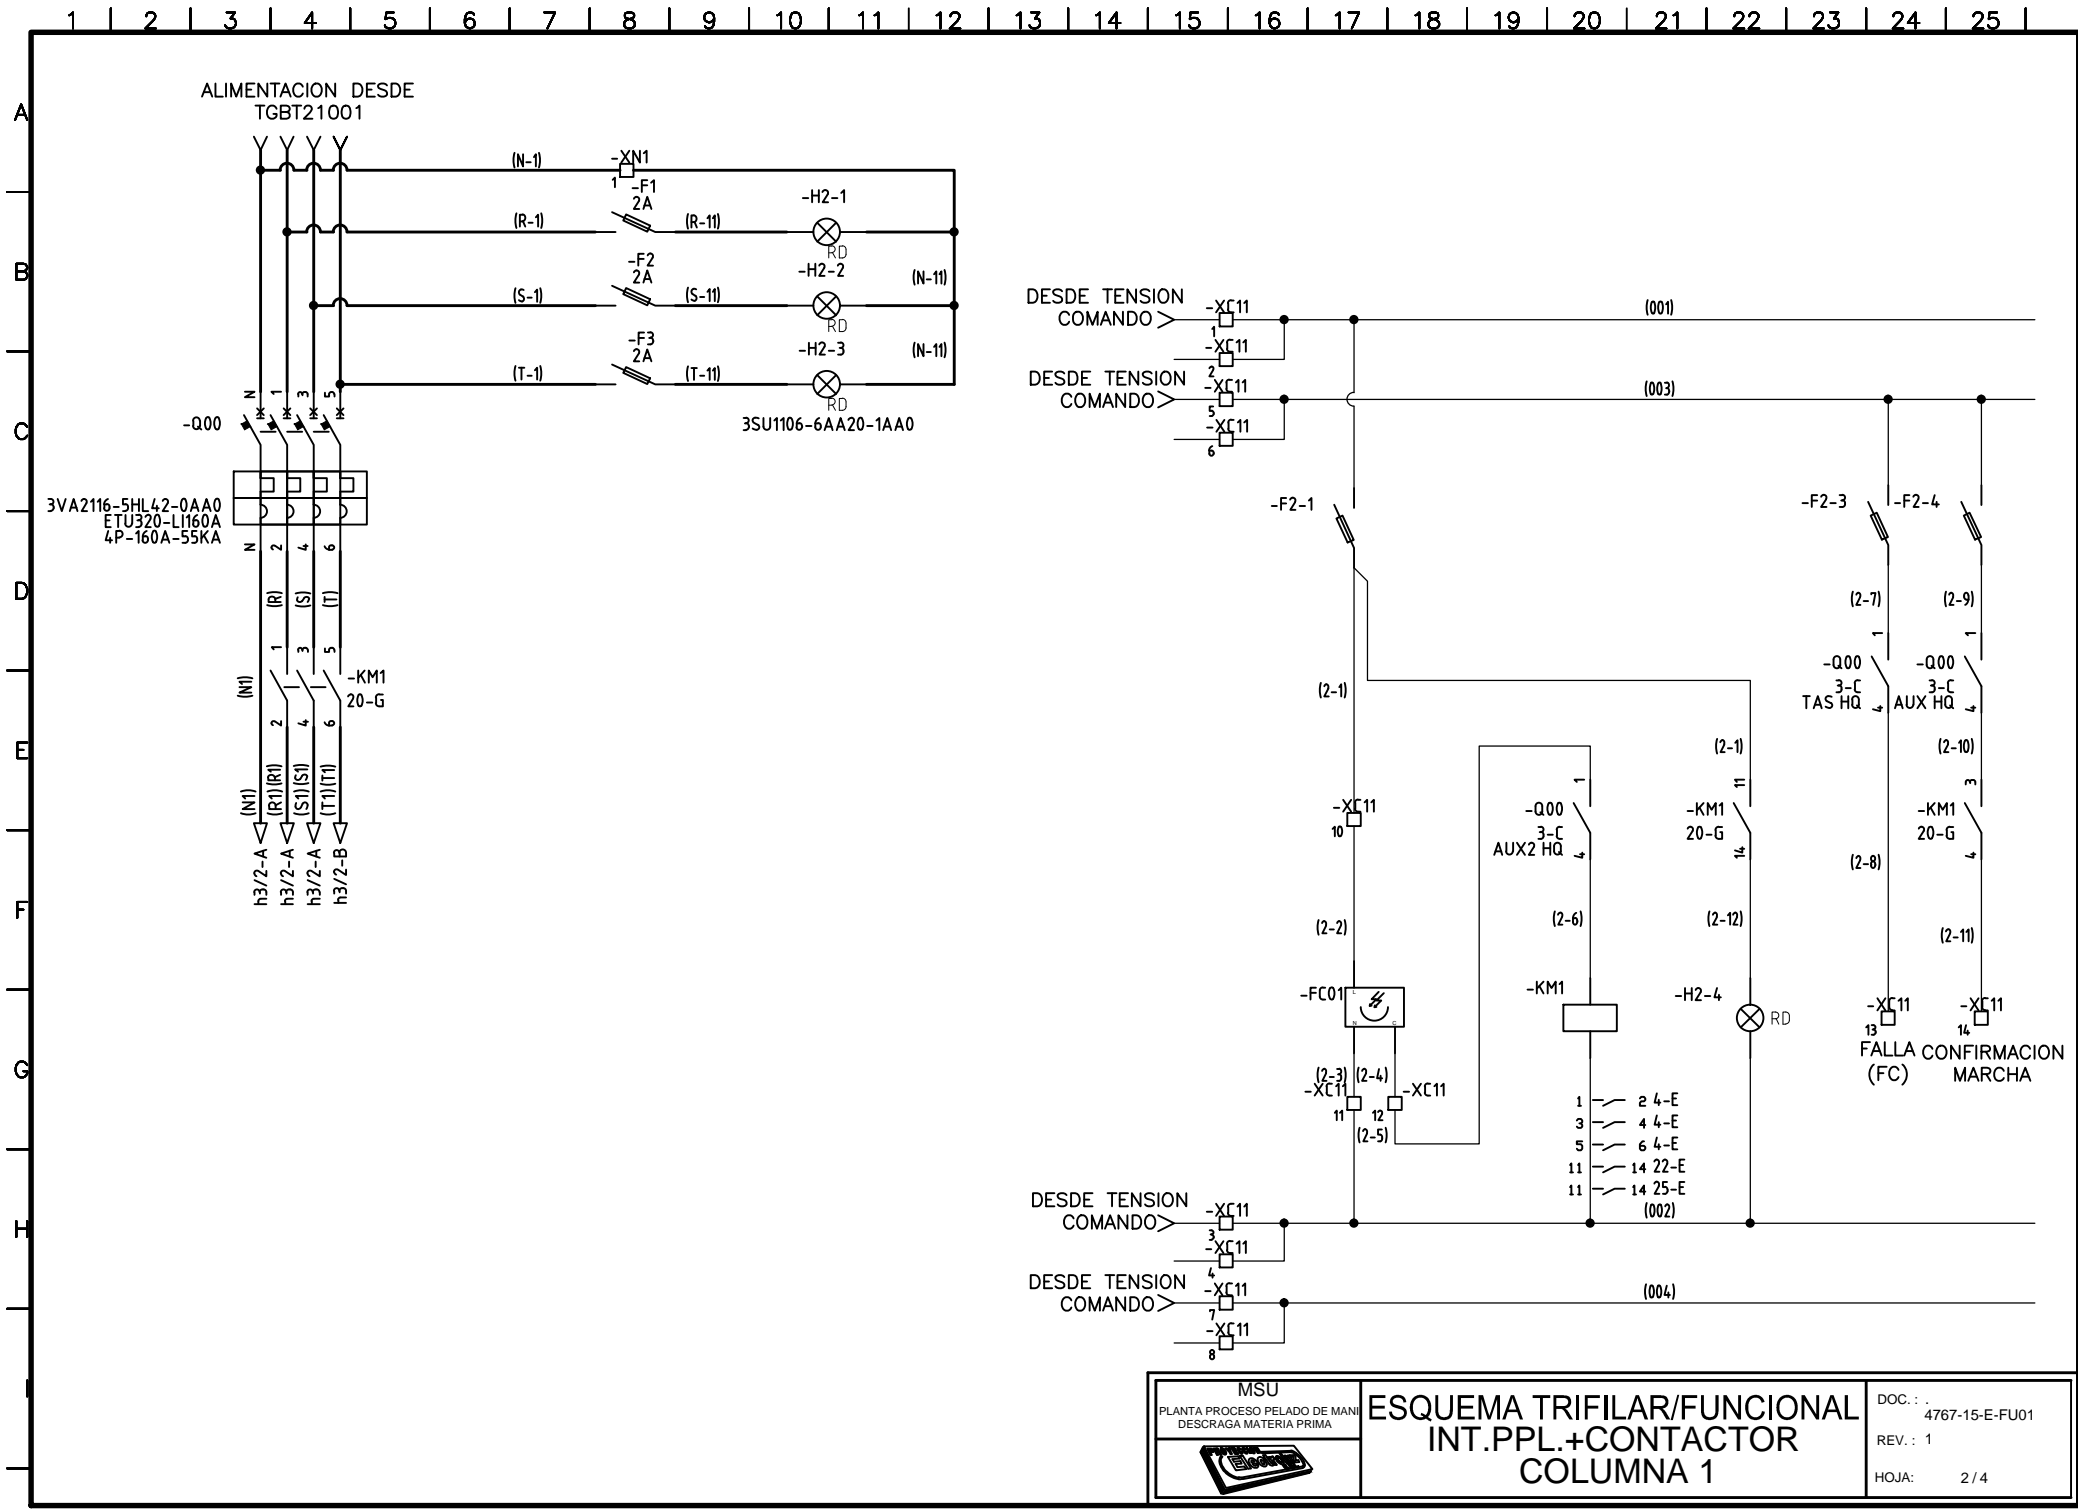 1 2 3 4 5 6 7 8 9 10 11 12 13 14 15 16 17 18 19 20 21 22 23 24 25
A
B
C
D
E
F
G
H
I
ALIMENTACION DESDE
TGBT21001
(N-1)
-XN1
1
-F1
2A
(R-1)
(R-11)
-H2-1
RD
-F2
2A
(S-1)
(S-11)
-H2-2
RD
(N-11)
-F3
2A
(T-1)
(T-11)
-H2-3
RD
(N-11)
3SU1106-6AA20-1AA0
N 1 3 5
-Q00
3VA2116-5HL42-0AA0
ETU320-LI160A
4P-160A-55KA
N 2 4 6
(R) (S) (T)
1 3 5
(N1)
-KM1
20-G
2 4 6
(N1) (R1)(R1) (S1)(S1) (T1)(T1)
h3/2-A h3/2-A h3/2-A h3/2-B
DESDE TENSION
COMANDO
-XC11
1
(001)
-XC11
2
DESDE TENSION
COMANDO
-XC11
5
(003)
-XC11
6
-F2-1
-F2-3
-F2-4
(2-7)
(2-9)
1
1
-Q00
3-C
TAS HQ
4
-Q00
3-C
AUX HQ
4
(2-1)
(2-1)
(2-10)
-XC11
10
1
-Q00
3-C
AUX2 HQ
4
11
-KM1
20-G
14
3
-KM1
20-G
4
(2-8)
(2-2)
(2-6)
(2-12)
(2-11)
-FC01
L
N C
-KM1
-H2-4
RD
-XC11
13
FALLA
(FC)
-XC11
14
CONFIRMACION
MARCHA
(2-3) (2-4)
-XC11
11
-XC11
12
(2-5)
1 2 4-E
3 4 4-E
5 6 4-E
11 14 22-E
11 14 25-E
DESDE TENSION
COMANDO
-XC11
3
(002)
-XC11
4
DESDE TENSION
COMANDO
-XC11
7
(004)
-XC11
8
MSU
PLANTA PROCESO PELADO DE MANI
DESCRAGA MATERIA PRIMA
ESQUEMA TRIFILAR/FUNCIONAL
INT.PPL.+CONTACTOR
COLUMNA 1
DOC. : .
4767-15-E-FU01
REV. : 1
HOJA: 2 / 4